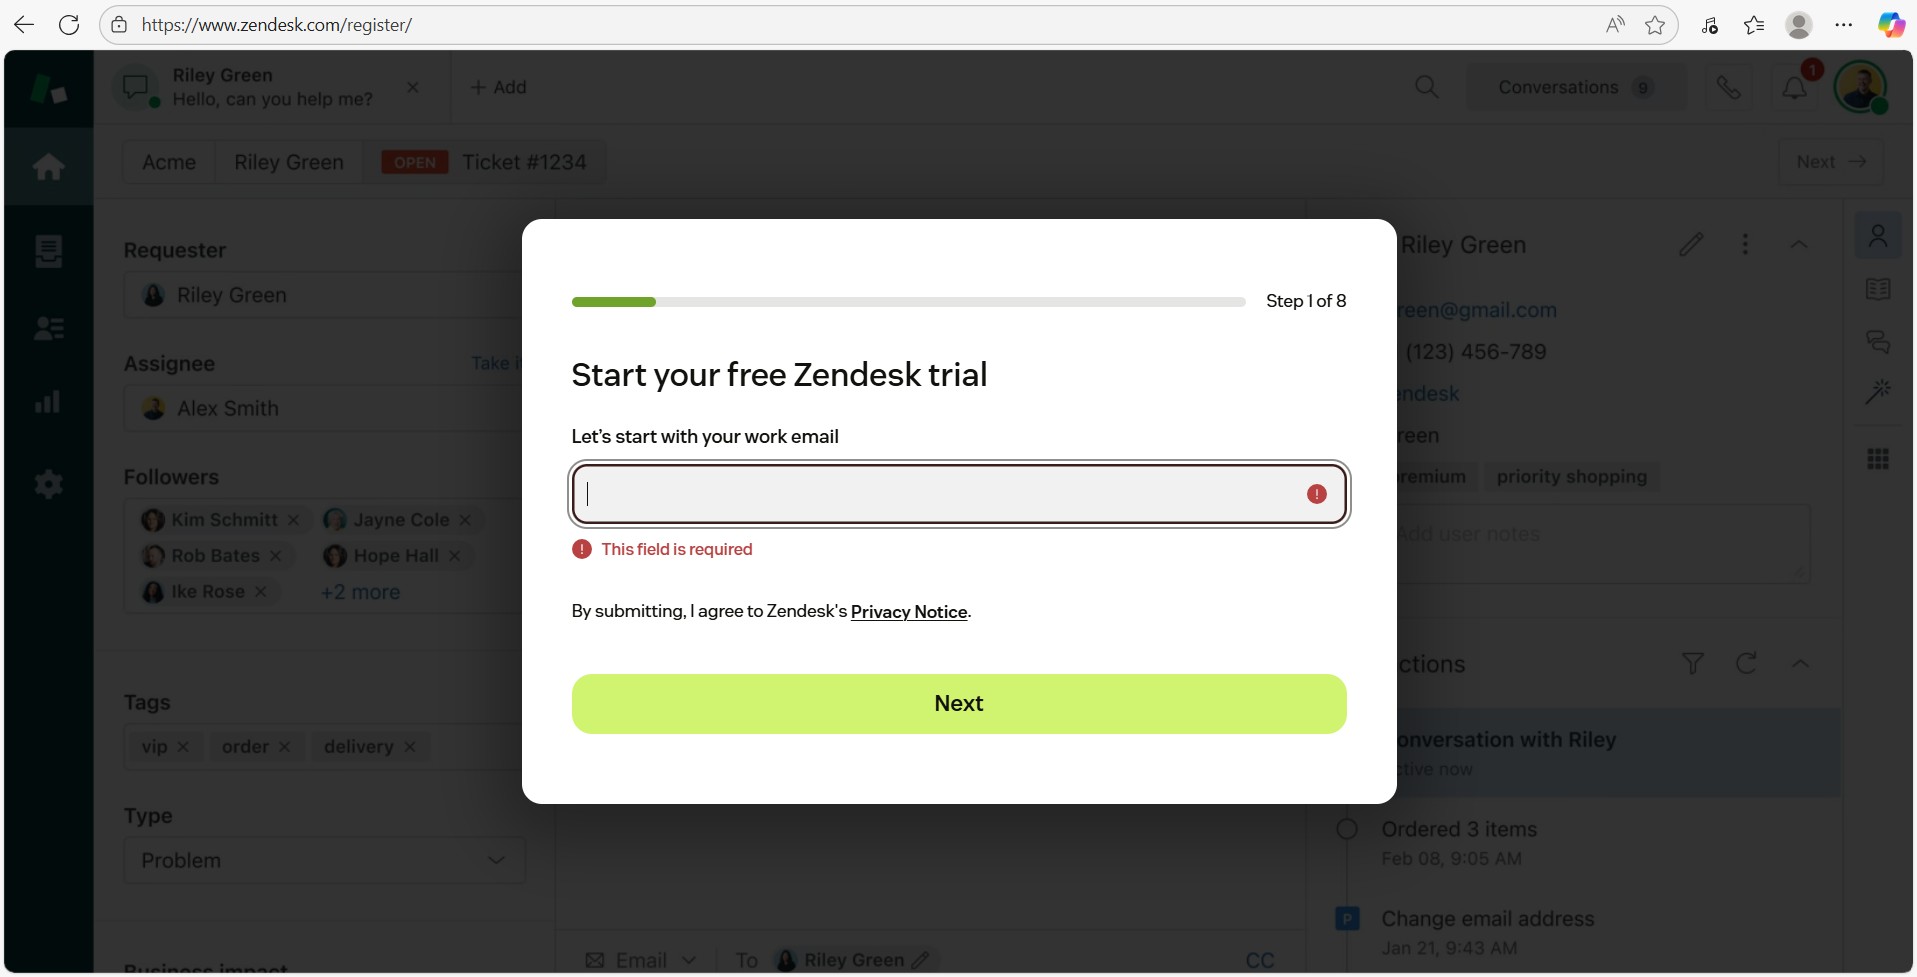 https://www.zendesk.com/register/
Riley Green
Hello, can you help me?
+ Add
Conversations 9
1
Acme
Riley Green
OPEN Ticket #1234
Next →
Requester
Riley Green
Assignee
Take i
Alex Smith
Followers
Kim Schmitt
Jayne Cole
Rob Bates
Hope Hall
Ike Rose
+2 more
Tags
vip
order
delivery
Type
Problem
Business impact
Step 1 of 8
Start your free Zendesk trial
Let's start with your work email
This field is required
By submitting, I agree to Zendesk's Privacy Notice.
Next
Email
To Riley Green
CC
Riley Green
reen@gmail.com
(123) 456-789
endesk
reen
remium
priority shopping
Add user notes
ctions
onversation with Riley
ctive now
Ordered 3 items
Feb 08, 9:05 AM
P
Change email address
Jan 21, 9:43 AM